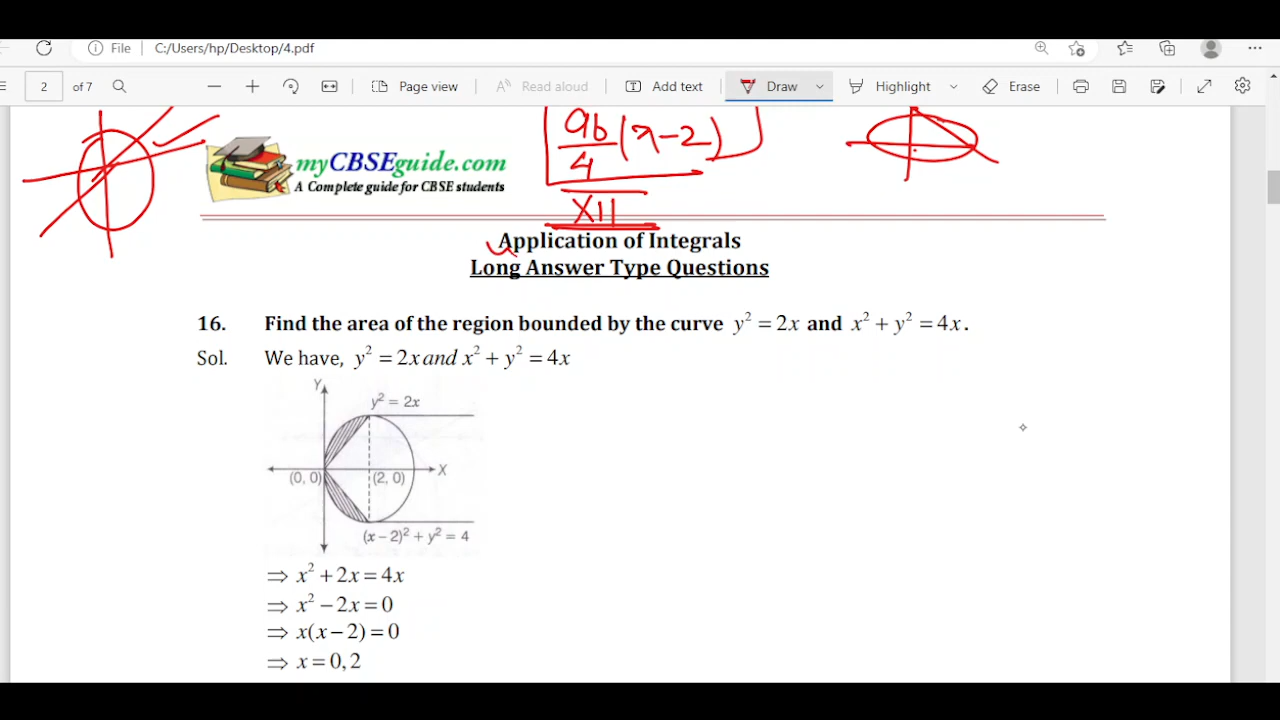 File C:/Users/hp/Desktop/4.pdf
2 of 7 Page view Read aloud Add text Draw Highlight Erase
ab/4 (π-2)
myCBSEguide.com
A Complete guide for CBSE students
XII
Application of Integrals
Long Answer Type Questions
16. Find the area of the region bounded by the curve y² = 2x and x² + y² = 4x.
Sol. We have, y² = 2x and x² + y² = 4x
Y
y² = 2x
(0, 0) (2, 0) X
(x – 2)² + y² = 4
⇒ x² + 2x = 4x
⇒ x² – 2x = 0
⇒ x(x – 2) = 0
⇒ x = 0, 2